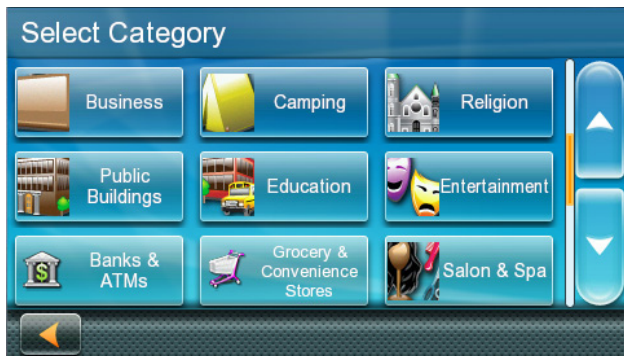 Select Category
Business
Camping
Religion
Public
Buildings
Education
Entertainment
Banks &
ATMs
Grocery &
Convenience
Stores
Salon & Spa